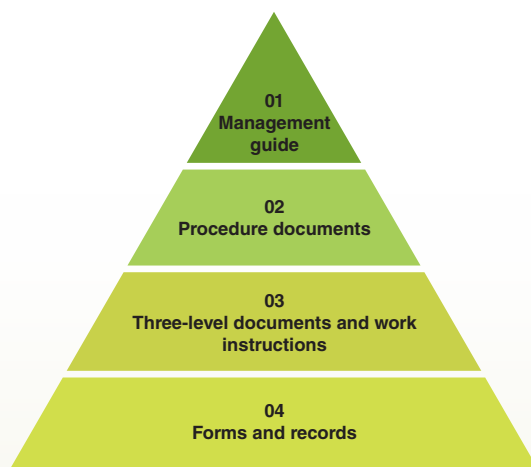 01
Management
guide
02
Procedure documents
03
Three-level documents and work
instructions
04
Forms and records